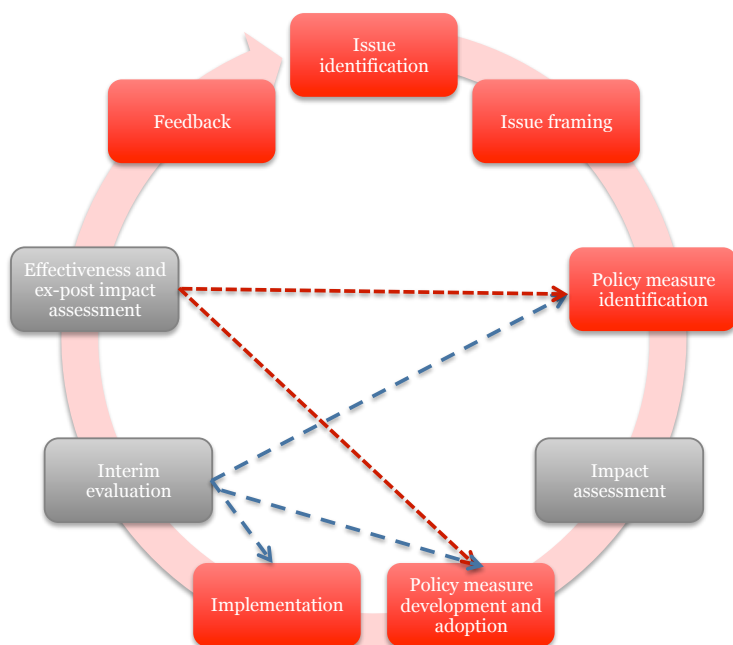 Issue
identification
Issue framing
Policy measure
identification
Impact
assessment
Policy measure
development and
adoption
Implementation
Interim
evaluation
Effectiveness and
ex-post impact
assessment
Feedback